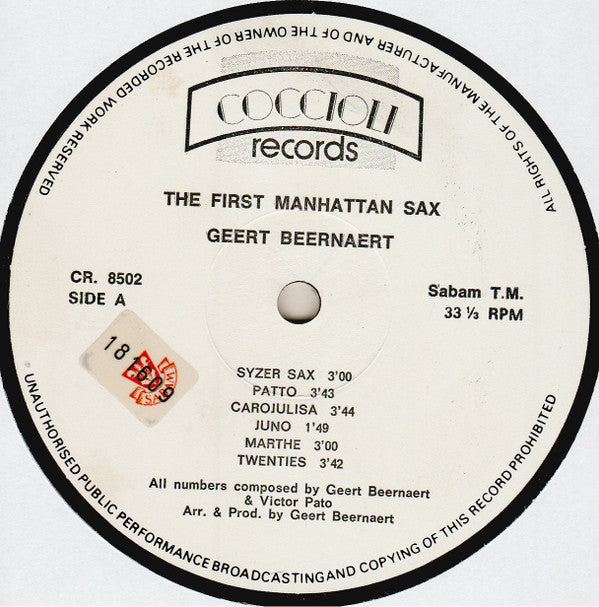 ALL RIGHTS OF THE MANUFACTURER AND OF THE OWNER OF THE RECORDED WORK RESERVED
COCCIOLI
records
THE FIRST MANHATTAN SAX
GEERT BEERNAERT
CR. 8502
SIDE A
Sabam T.M.
33 ⅓ RPM
181609
SYZER SAX 3'00
PATTO 3'43
CAROJULISA 3'44
JUNO 1'49
MARTHE 3'00
TWENTIES 3'42
All numbers composed by Geert Beernaert
& Victor Pato
Arr. & Prod. by Geert Beernaert
UNAUTHORISED PUBLIC PERFORMANCE BROADCASTING AND COPYING OF THIS RECORD PROHIBITED